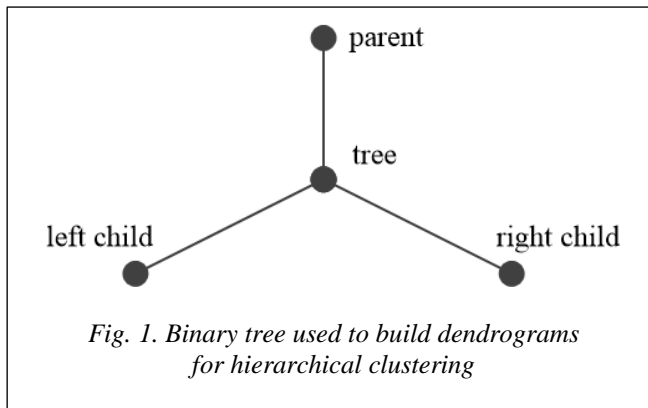 parent
tree
left child
right child
Fig. 1. Binary tree used to build dendrograms
for hierarchical clustering